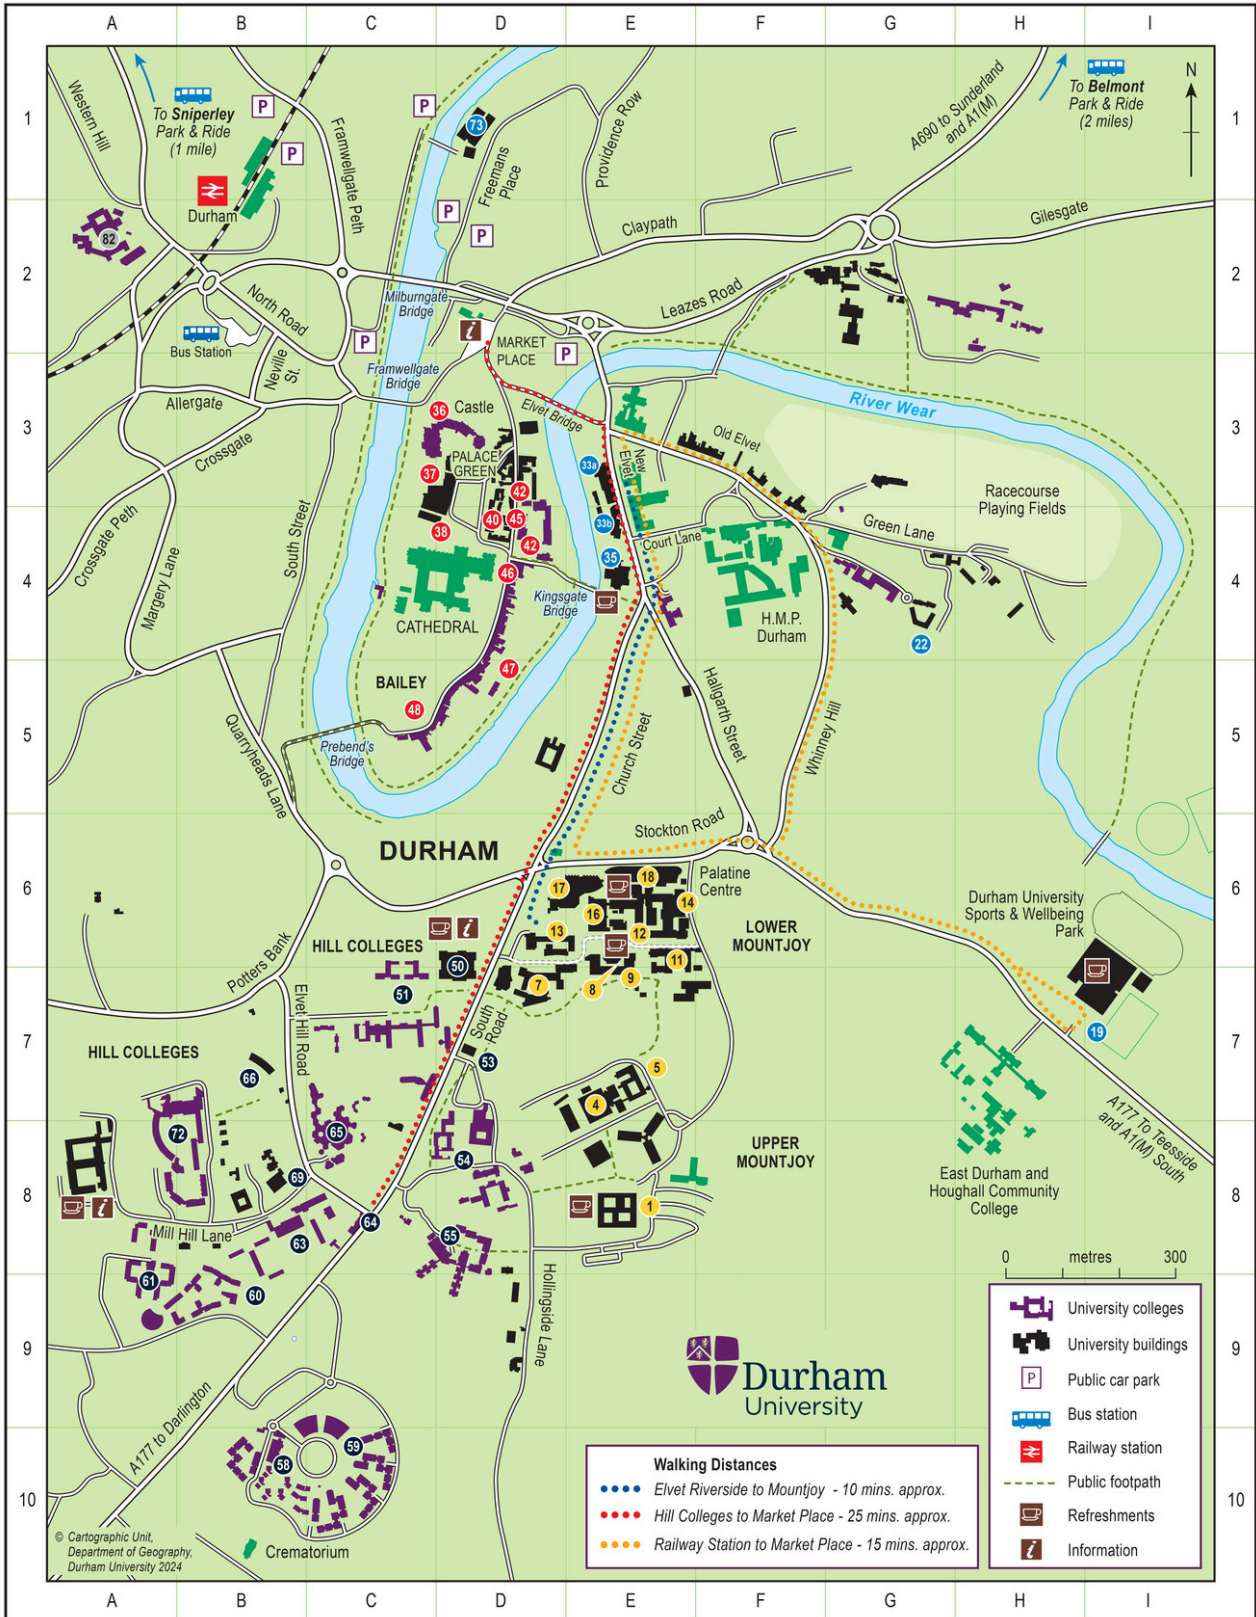 A B C D E F G H I
1
2
3
4
5
6
7
8
9
10
1
2
3
4
5
6
7
8
9
10
Western Hill
To Sniperley
Park & Ride
(1 mile)
P
P
P
Framwellgate Peth
73
Freemans
Place
Providence Row
A690 to Sunderland
and A1(M)
To Belmont
Park & Ride
(2 miles)
N
Durham
82
P
P
Claypath
Gilesgate
Leazes Road
Milburngate
Bridge
North Road
Bus Station
Neville
St.
P
i
MARKET
PLACE
P
Framwellgate
Bridge
Allergate
Crossgate
36
Castle
Elvet Bridge
River Wear
37
PALACE
GREEN
33a
New
Elvet
Old Elvet
Racecourse
Playing Fields
42
40
45
38
42
33b
35
Court Lane
Green Lane
Crossgate Peth
Margery Lane
South Street
46
Kingsgate
Bridge
CATHEDRAL
H.M.P.
Durham
22
47
BAILEY
48
Hallgarth Street
Whinney Hill
Church Street
Quarryheads Lane
Prebend's
Bridge
Stockton Road
DURHAM
Palatine
Centre
17
18
14
16
13
12
11
LOWER
MOUNTJOY
Durham University
Sports & Wellbeing
Park
i
HILL COLLEGES
50
51
7
8
9
Potters Bank
Elvet Hill Road
South
Road
53
5
4
19
HILL COLLEGES
66
72
65
54
UPPER
MOUNTJOY
A177 To Teesside
and A1(M) South
East Durham and
Houghall Community
College
69
i
Mill Hill Lane
64
63
55
1
61
60
Hollingside Lane
0 metres 300
University colleges
University buildings
P Public car park
Bus station
Railway station
Public footpath
Refreshments
i Information
Durham
University
A177 to Darlington
59
58
Walking Distances
Elvet Riverside to Mountjoy - 10 mins. approx.
Hill Colleges to Market Place - 25 mins. approx.
Railway Station to Market Place - 15 mins. approx.
© Cartographic Unit,
Department of Geography,
Durham University 2024
Crematorium
A B C D E F G H I